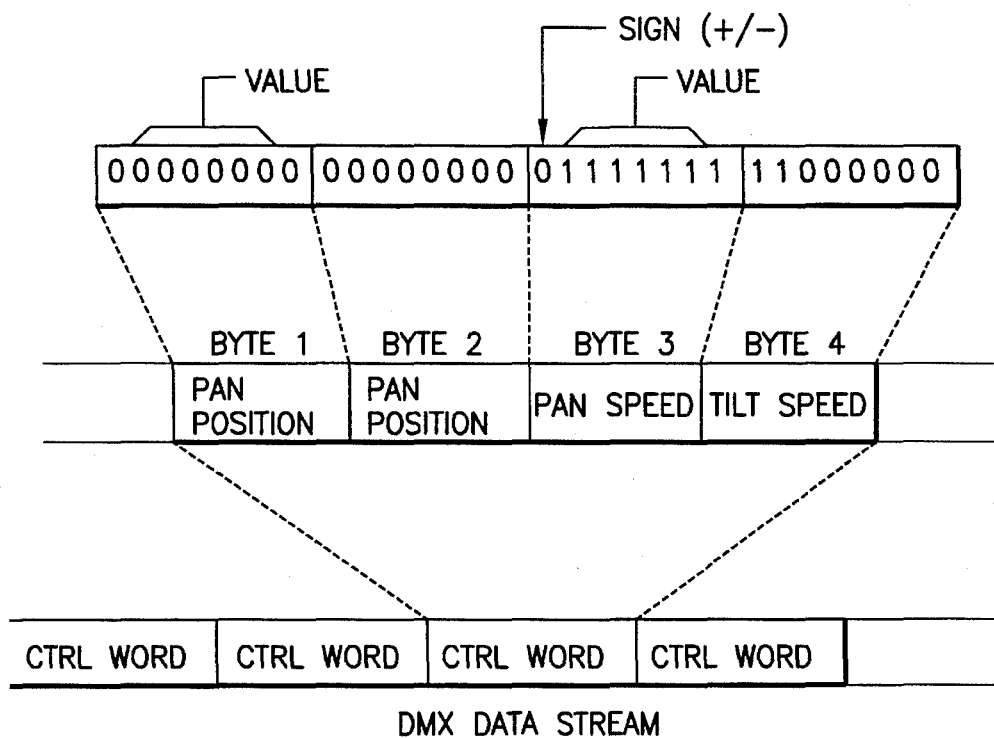 SIGN (+/-)
VALUE VALUE
00000000 00000000 01111111 11000000
BYTE 1 BYTE 2 BYTE 3 BYTE 4
PAN POSITION PAN POSITION PAN SPEED TILT SPEED
CTRL WORD CTRL WORD CTRL WORD CTRL WORD
DMX DATA STREAM